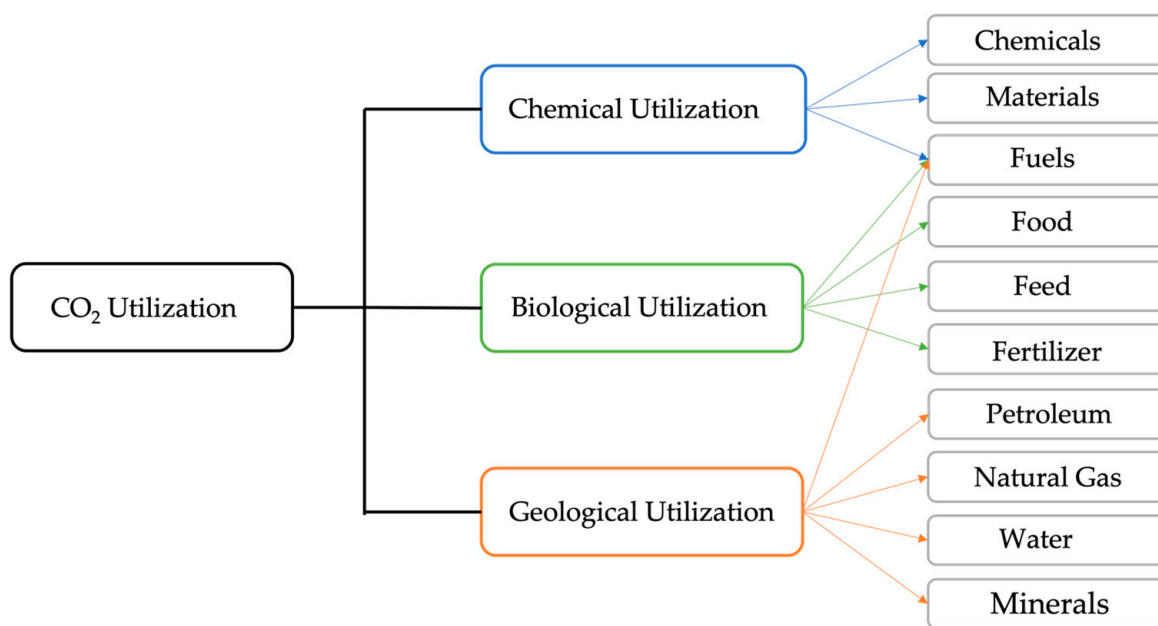 CO₂ Utilization
Chemical Utilization
Biological Utilization
Geological Utilization
Chemicals
Materials
Fuels
Food
Feed
Fertilizer
Petroleum
Natural Gas
Water
Minerals